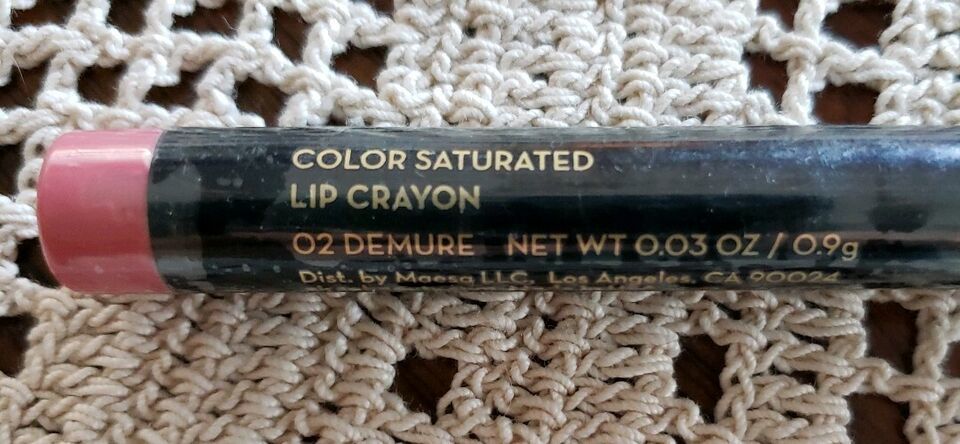 COLOR SATURATED
LIP CRAYON
02 DEMURE NET WT 0.03 OZ / 0.9g
Dist. by Maesa LLC. Los Angeles, CA 90024